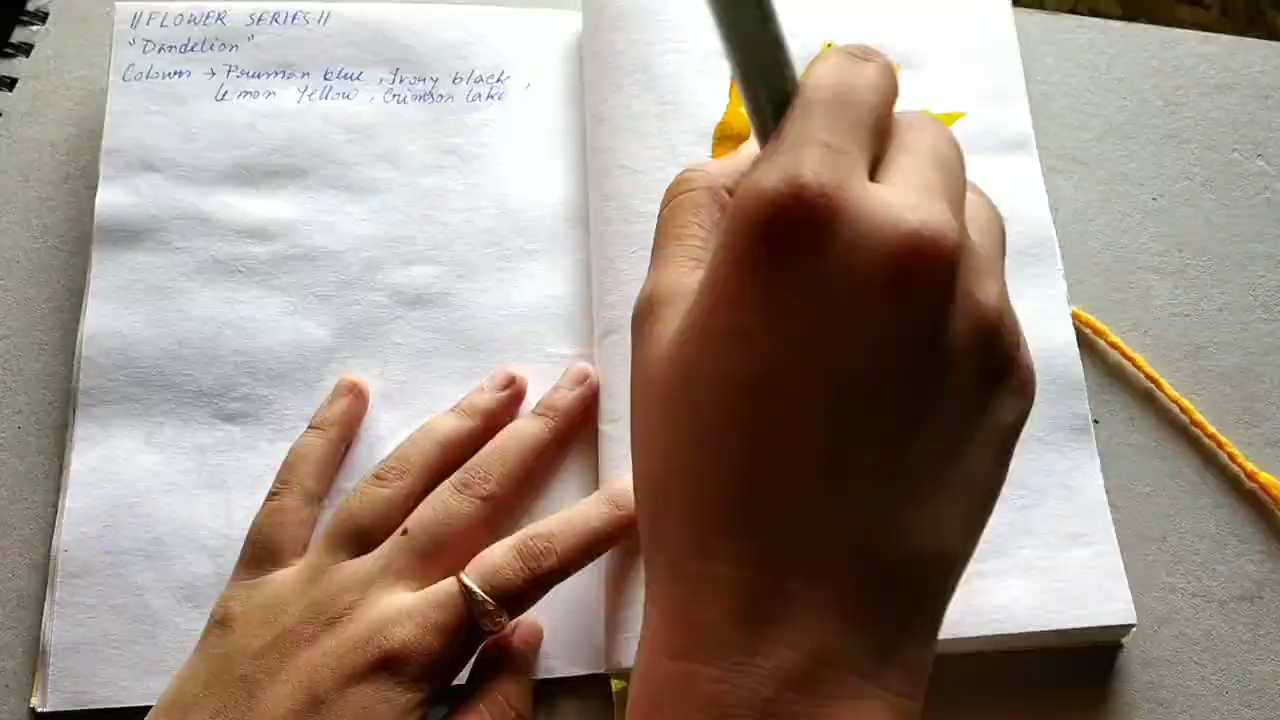 //FLOWER SERIES//
"Dandelion"
Colours → Prussian blue, Ivory black,
lemon Yellow, Crimson lake